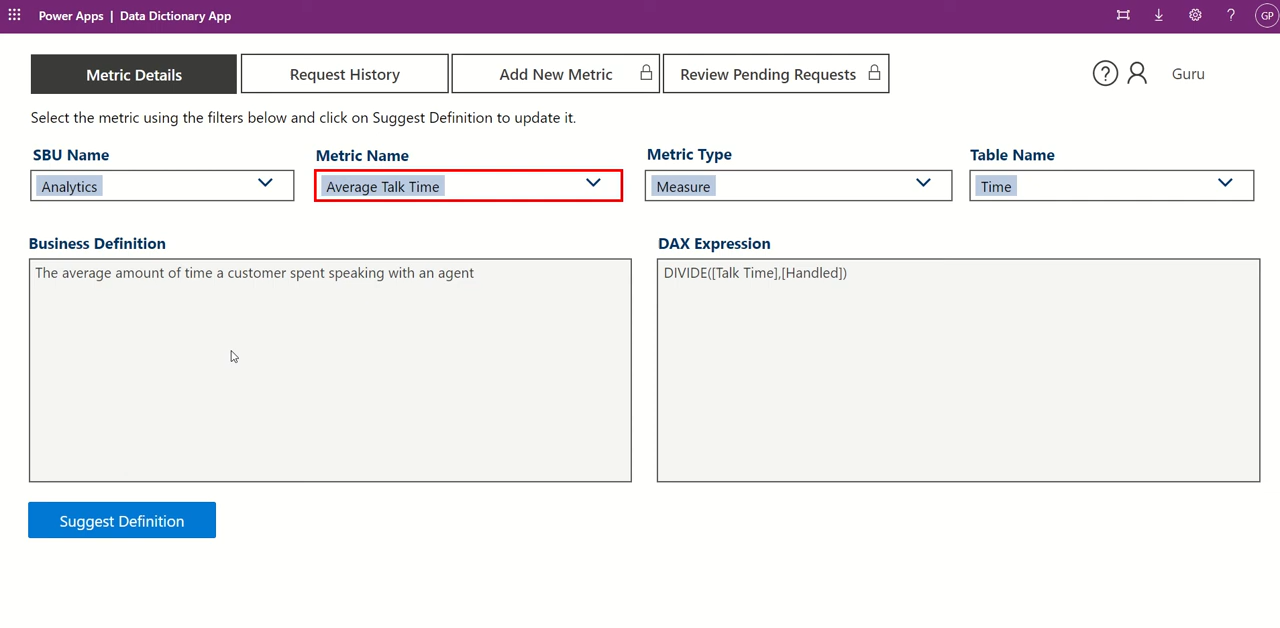 Power Apps | Data Dictionary App
? GP
Metric Details
Request History
Add New Metric
Review Pending Requests
? Guru
Select the metric using the filters below and click on Suggest Definition to update it.
SBU Name
Metric Name
Metric Type
Table Name
Analytics
Average Talk Time
Measure
Time
Business Definition
DAX Expression
The average amount of time a customer spent speaking with an agent
DIVIDE([Talk Time],[Handled])
Suggest Definition